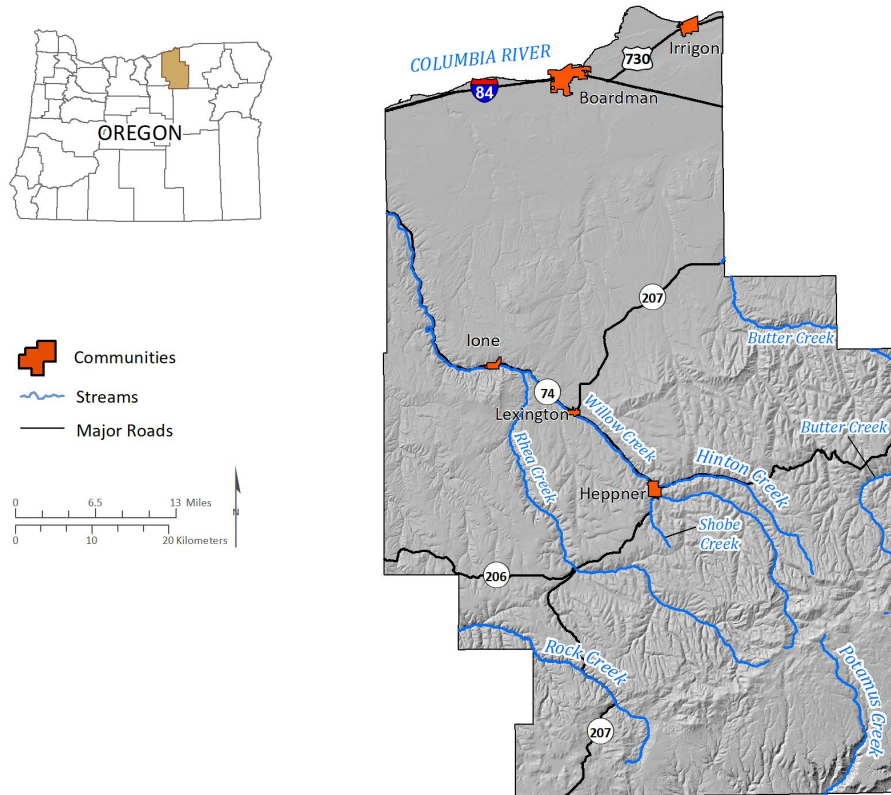 OREGON
Communities
Streams
Major Roads
0 6.5 13 Miles
N
0 10 20 Kilometers
COLUMBIA RIVER
84
730
Irrigon
Boardman
207
Ione
74
Lexington
Willow Creek
Rhea Creek
Butter Creek
Butter Creek
Hinton Creek
Heppner
Shobe
Creek
206
Rock Creek
Potamus Creek
207